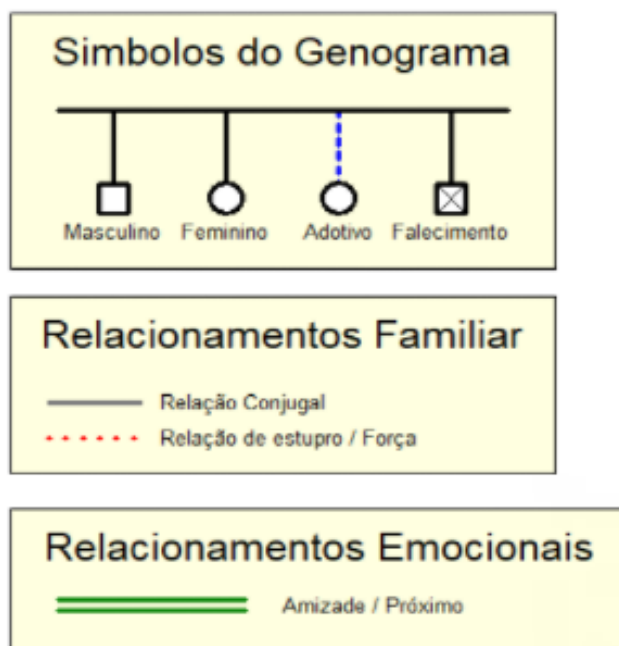 Simbolos do Genograma
Masculino Feminino Adotivo Falecimento
Relacionamentos Familiar
Relação Conjugal
Relação de estupro / Força
Relacionamentos Emocionais
Amizade / Próximo